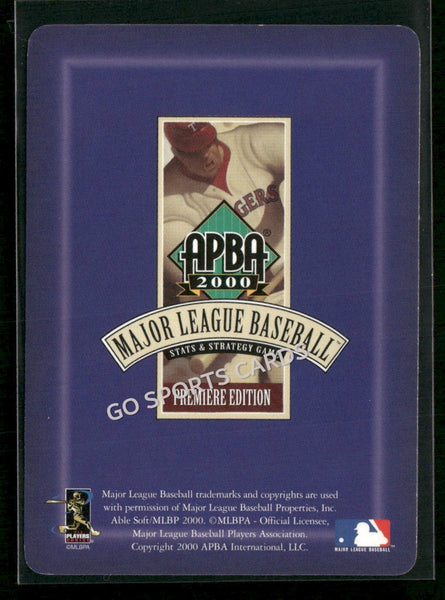 T
GERS
APBA®
2000
MAJOR LEAGUE BASEBALL™
STATS & STRATEGY GAME
GO SPORTS CARDS
PREMIERE EDITION
Major League Baseball trademarks and copyrights are used
with permission of Major League Baseball Properties, Inc.
Able Soft/MLBP 2000. ©MLBPA - Official Licensee,
Major League Baseball Players Association.
Copyright 2000 APBA International, LLC.
PLAYERS
CHOICE
©MLBPA
MAJOR LEAGUE BASEBALL